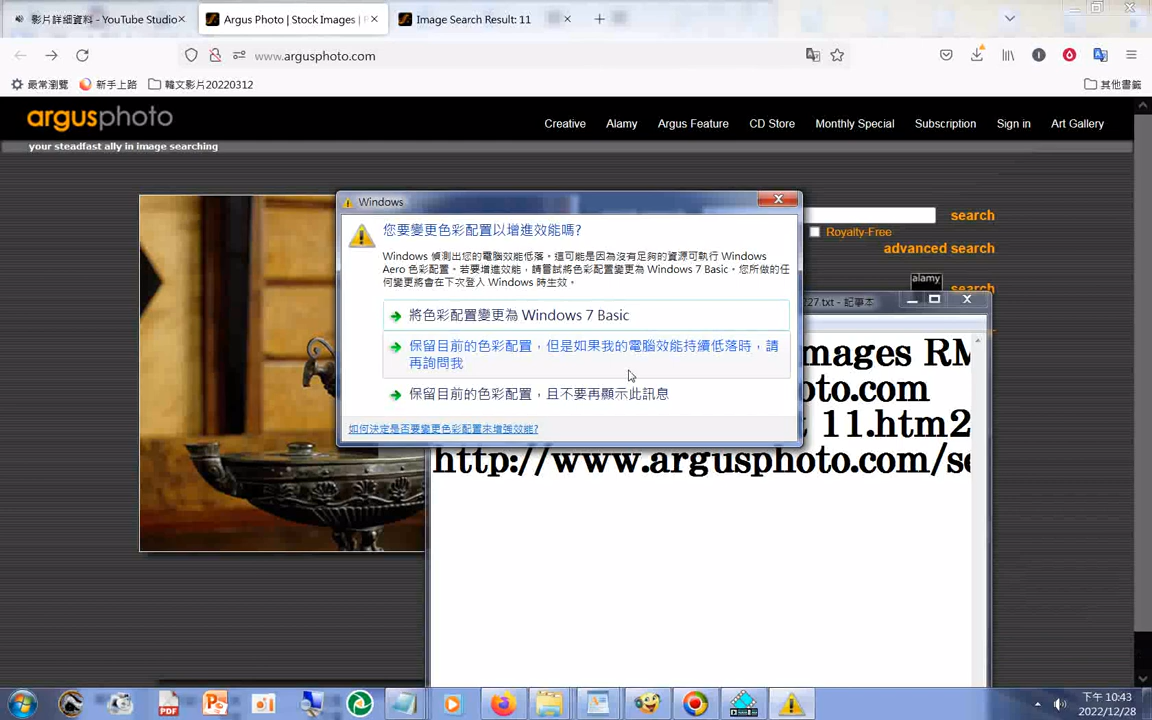 影片詳細資料 - YouTube Studio
Argus Photo | Stock Images |
Image Search Result: 11
www.argusphoto.com
最常瀏覽
新手上路
韓文影片20220312
其他書籤
argusphoto
Creative
Alamy
Argus Feature
CD Store
Monthly Special
Subscription
Sign in
Art Gallery
your steadfast ally in image searching
search
Royalty-Free
advanced search
alamy
search
Windows
您要變更色彩配置以增進效能嗎?
Windows 偵測出您的電腦效能低落。這可能是因為沒有足夠的資源可執行 Windows
Aero 色彩配置。若要增進效能，請嘗試將色彩配置變更為 Windows 7 Basic。您所做的任
何變更將會在下次登入 Windows 時生效。
將色彩配置變更為 Windows 7 Basic
保留目前的色彩配置，但是如果我的電腦效能持續低落時，請
再詢問我
保留目前的色彩配置，且不要再顯示此訊息
如何決定是否要變更色彩配置來增強效能?
27.txt - 記事本
mages RM
oto.com
t 11.htm2
http://www.argusphoto.com/se
下午 10:43
2022/12/28